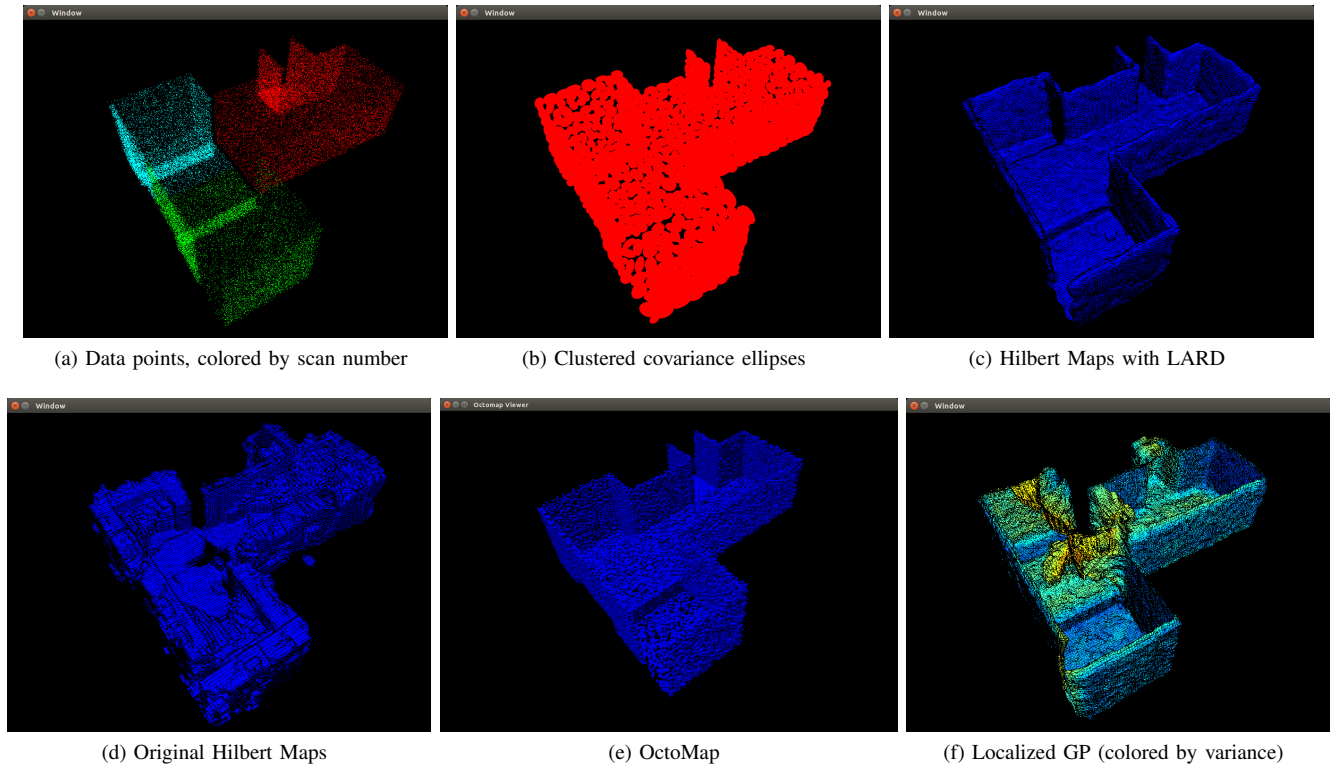 Window
Window
Window
(a) Data points, colored by scan number
(b) Clustered covariance ellipses
(c) Hilbert Maps with LARD
Window
Octomap Viewer
Window
(d) Original Hilbert Maps
(e) OctoMap
(f) Localized GP (colored by variance)